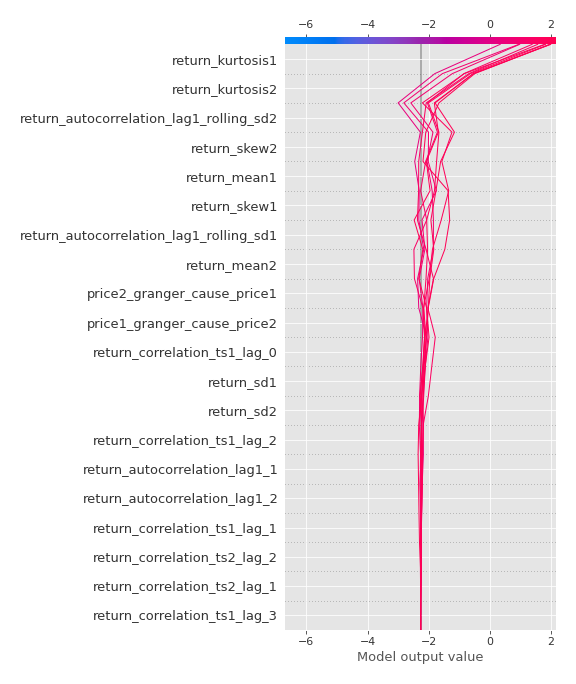 −6 −4 −2 0 2
return_kurtosis1
return_kurtosis2
return_autocorrelation_lag1_rolling_sd2
return_skew2
return_mean1
return_skew1
return_autocorrelation_lag1_rolling_sd1
return_mean2
price2_granger_cause_price1
price1_granger_cause_price2
return_correlation_ts1_lag_0
return_sd1
return_sd2
return_correlation_ts1_lag_2
return_autocorrelation_lag1_1
return_autocorrelation_lag1_2
return_correlation_ts1_lag_1
return_correlation_ts2_lag_2
return_correlation_ts2_lag_1
return_correlation_ts1_lag_3
−6 −4 −2 0 2
Model output value